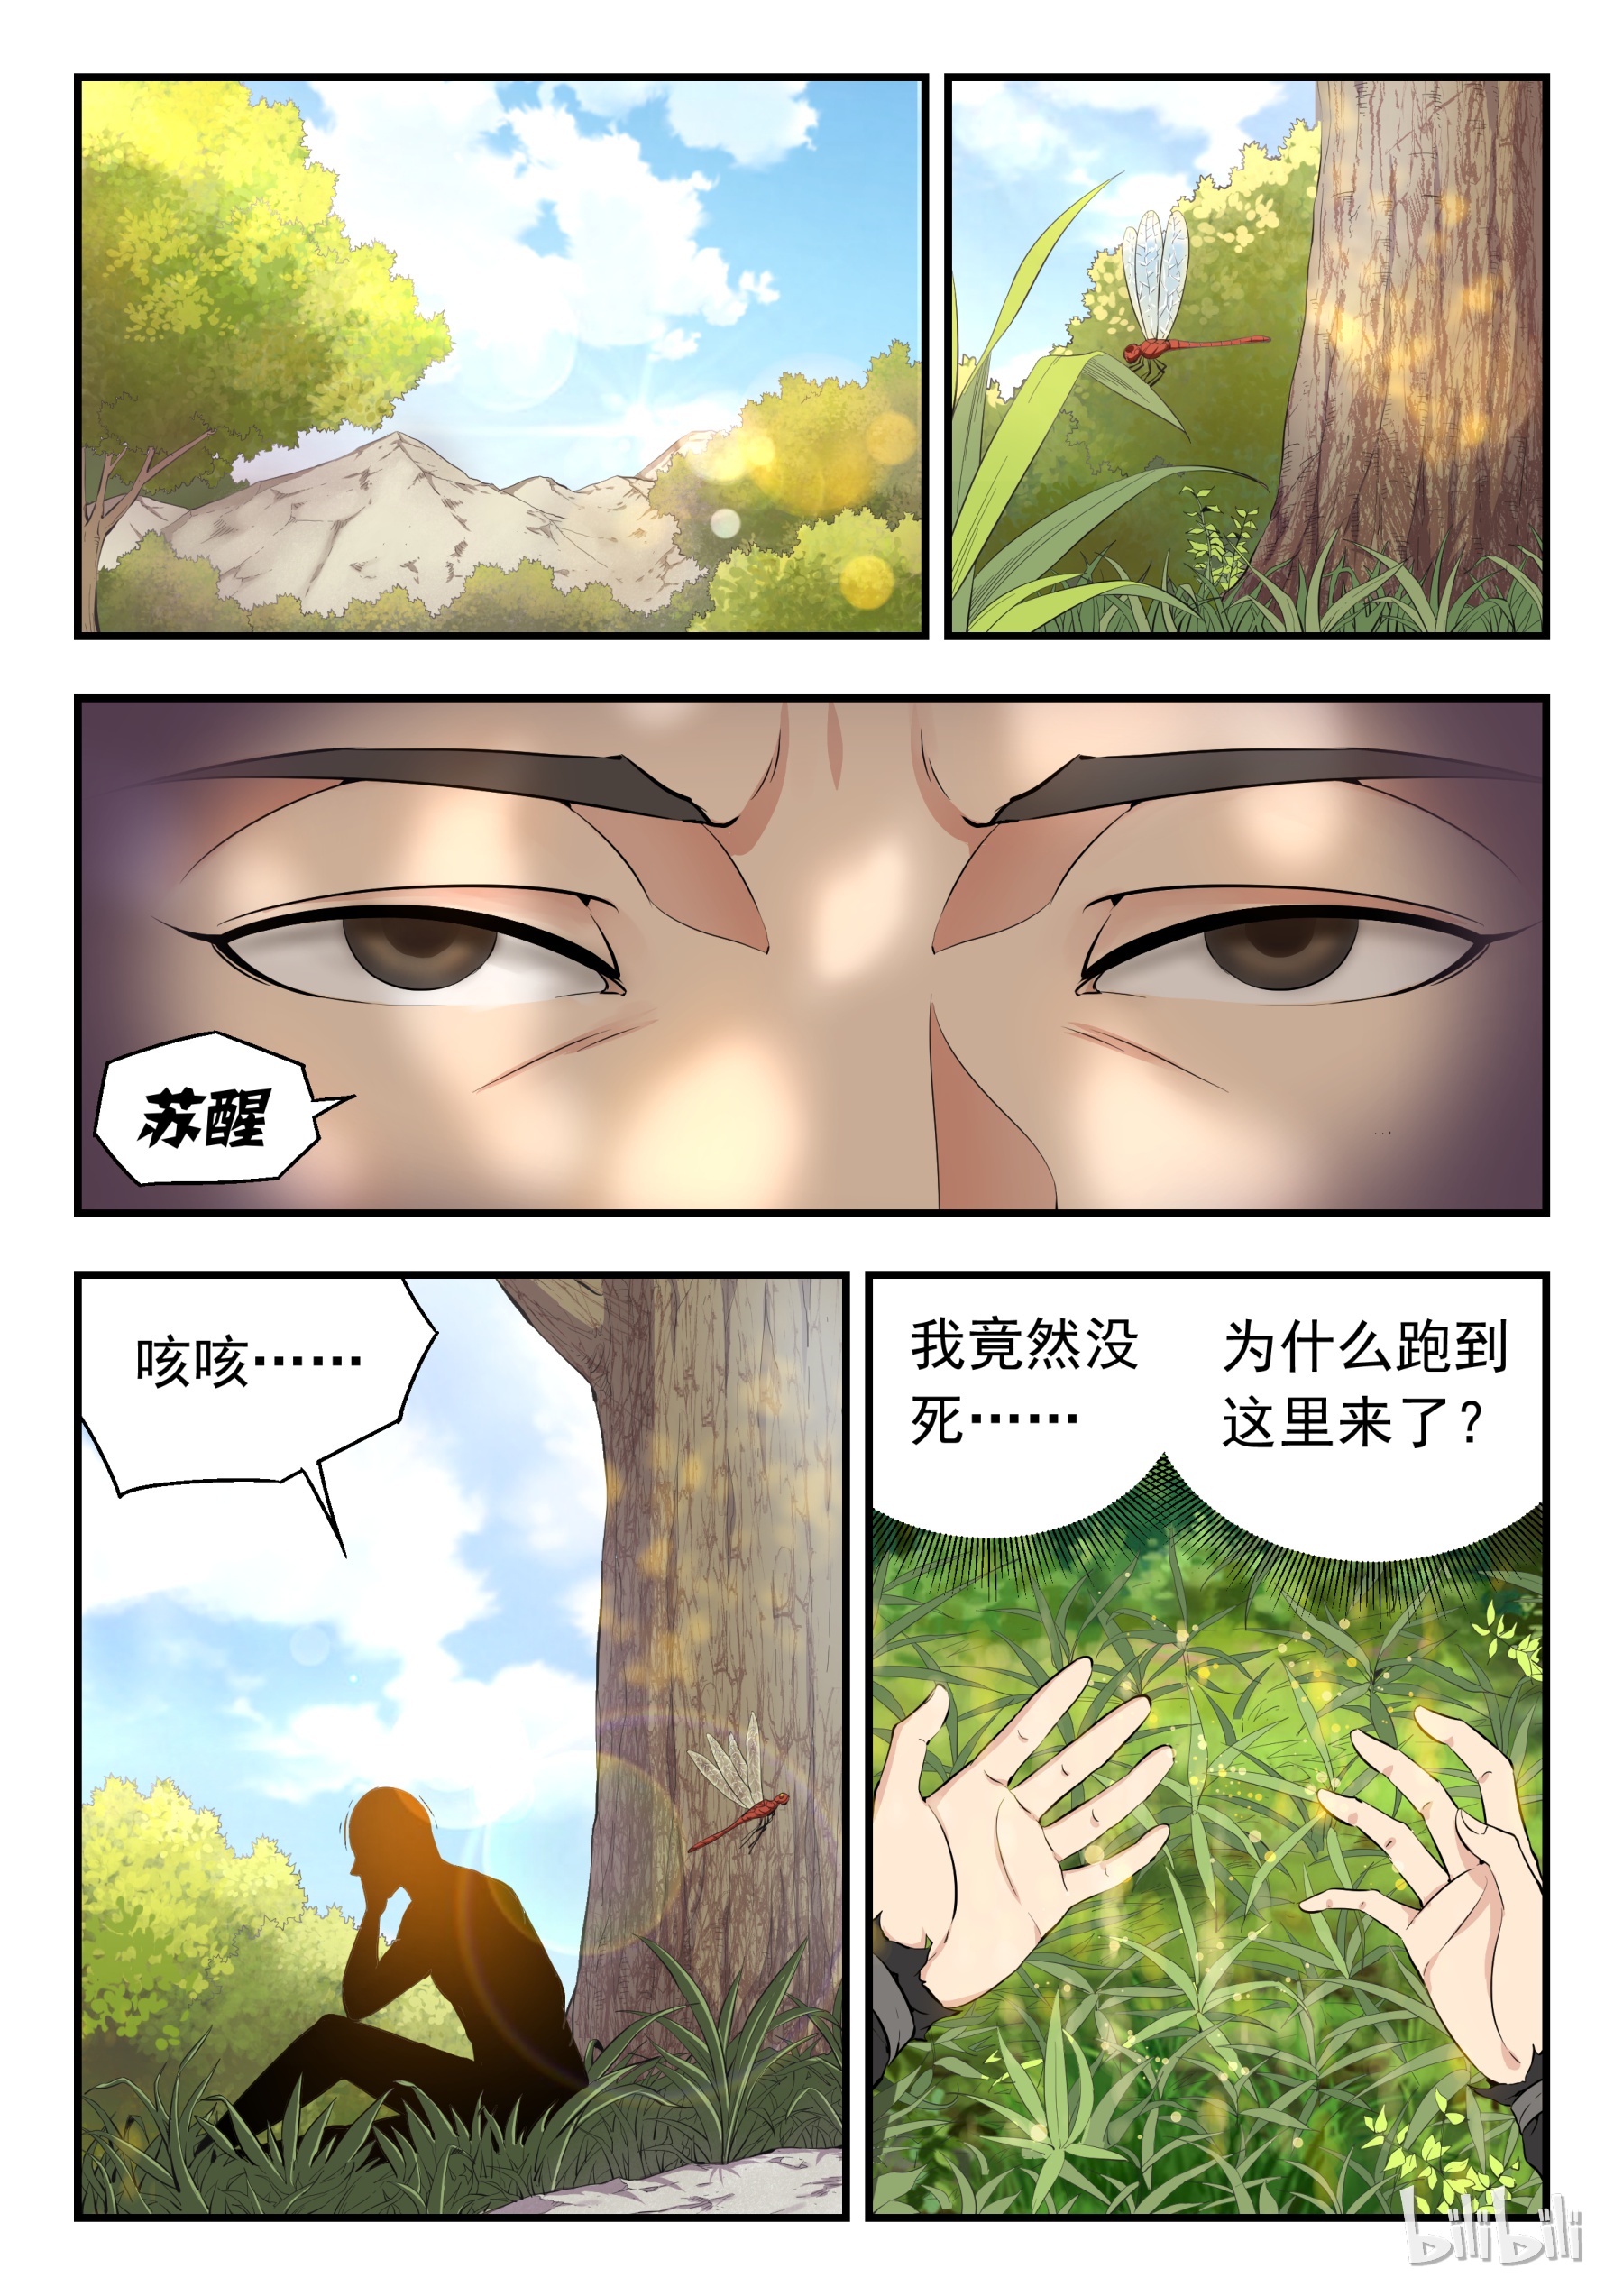 苏醒
咳咳……
我竟然没
死……
为什么跑到
这里来了？
bilibili